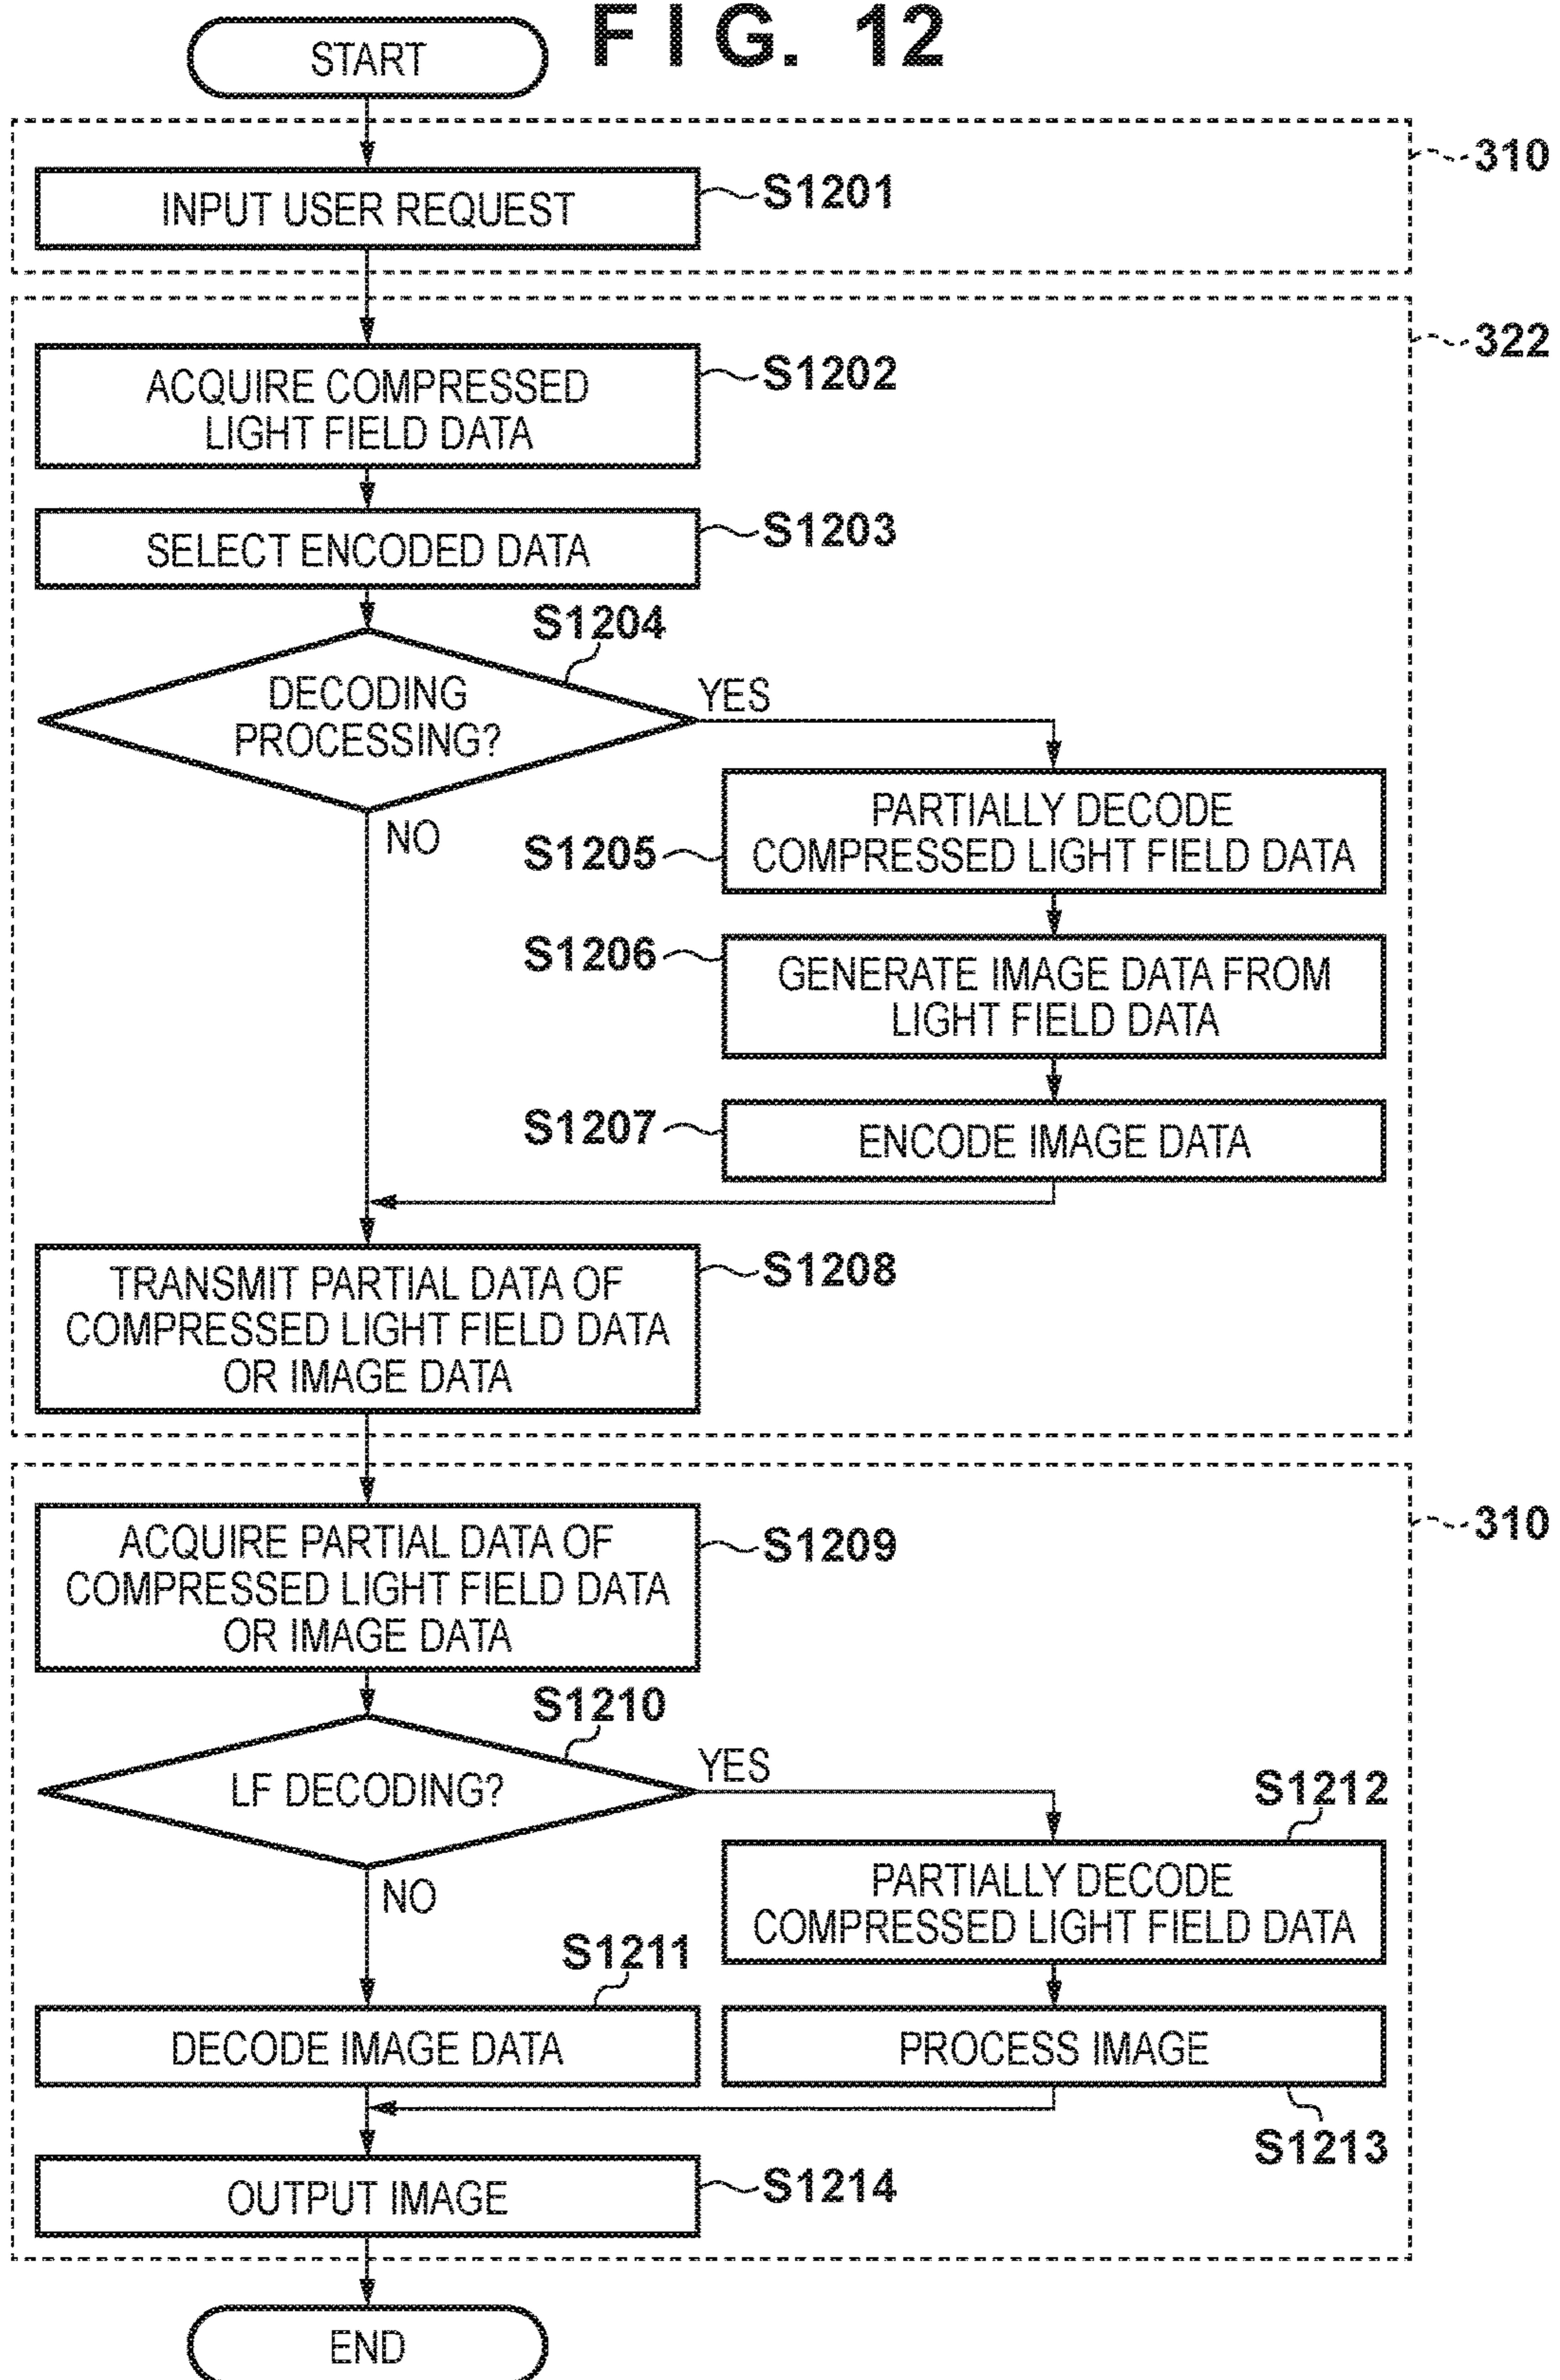 FIG. 12
START
310
INPUT USER REQUEST
S1201
322
ACQUIRE COMPRESSED
LIGHT FIELD DATA
S1202
SELECT ENCODED DATA
S1203
S1204
DECODING
PROCESSING?
YES
NO
PARTIALLY DECODE
COMPRESSED LIGHT FIELD DATA
S1205
S1206
GENERATE IMAGE DATA FROM
LIGHT FIELD DATA
S1207
ENCODE IMAGE DATA
TRANSMIT PARTIAL DATA OF
COMPRESSED LIGHT FIELD DATA
OR IMAGE DATA
S1208
310
ACQUIRE PARTIAL DATA OF
COMPRESSED LIGHT FIELD DATA
OR IMAGE DATA
S1209
S1210
LF DECODING?
YES
NO
S1212
PARTIALLY DECODE
COMPRESSED LIGHT FIELD DATA
S1211
DECODE IMAGE DATA
PROCESS IMAGE
S1213
OUTPUT IMAGE
S1214
END